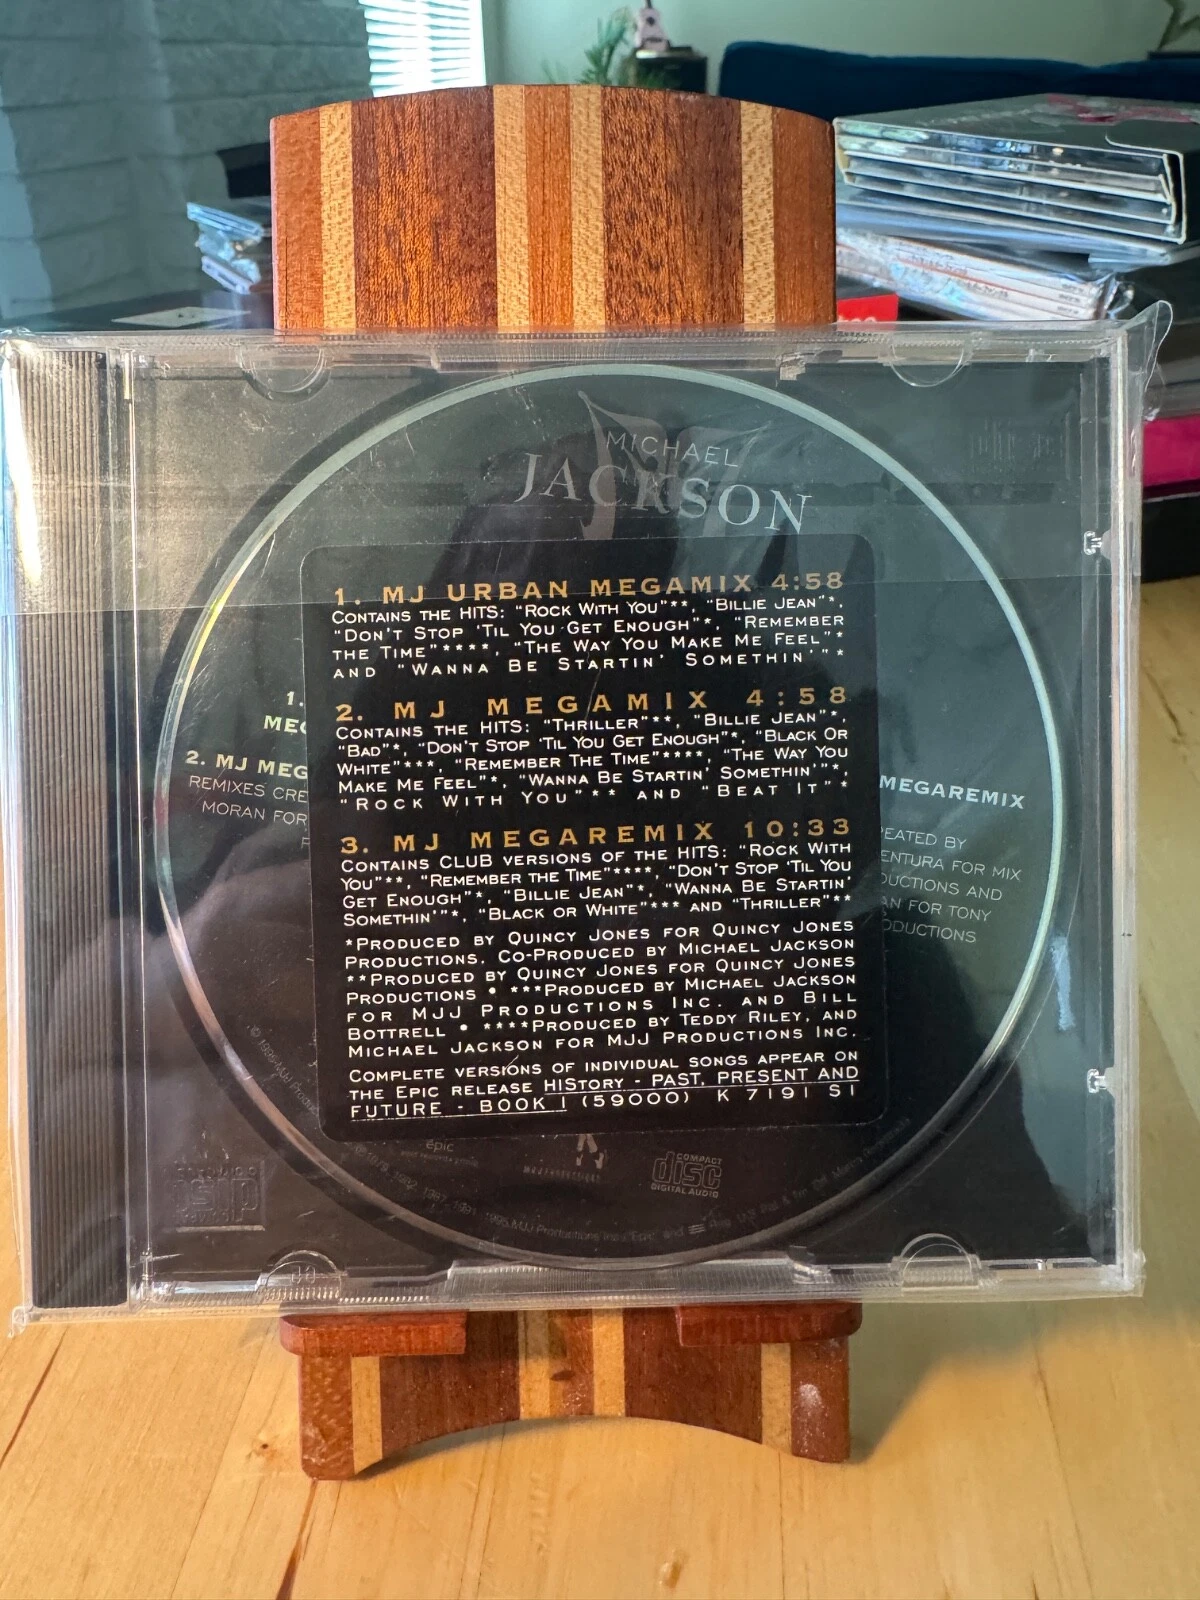 MICHAEL
JACKSON
1. MJ URBAN MEGAMIX 4:58
CONTAINS THE HITS: "ROCK WITH YOU"**, "BILLIE JEAN"*,
"DON'T STOP 'TIL YOU GET ENOUGH"*, "REMEMBER
THE TIME"****, "THE WAY YOU MAKE ME FEEL"*
AND "WANNA BE STARTIN' SOMETHIN'"*
2. MJ MEGAMIX 4:58
CONTAINS THE HITS: "THRILLER"**, "BILLIE JEAN"*,
"BAD"*, "DON'T STOP 'TIL YOU GET ENOUGH"*, "BLACK OR
WHITE"***, "REMEMBER THE TIME"****, "THE WAY YOU
MAKE ME FEEL"*, "WANNA BE STARTIN' SOMETHIN'"*,
"ROCK WITH YOU"** AND "BEAT IT"*
3. MJ MEGAREMIX 10:33
CONTAINS CLUB VERSIONS OF THE HITS: "ROCK WITH
YOU"**, "REMEMBER THE TIME"****, "DON'T STOP 'TIL YOU
GET ENOUGH"*, "BILLIE JEAN"*, "WANNA BE STARTIN'
SOMETHIN'"*, "BLACK OR WHITE"*** AND "THRILLER"**
*PRODUCED BY QUINCY JONES FOR QUINCY JONES
PRODUCTIONS. CO-PRODUCED BY MICHAEL JACKSON
**PRODUCED BY QUINCY JONES FOR QUINCY JONES
PRODUCTIONS • ***PRODUCED BY MICHAEL JACKSON
FOR MJJ PRODUCTIONS INC. AND BILL
BOTTRELL • ****PRODUCED BY TEDDY RILEY, AND
MICHAEL JACKSON FOR MJJ PRODUCTIONS INC.
COMPLETE VERSIONS OF INDIVIDUAL SONGS APPEAR ON
THE EPIC RELEASE HISTORY - PAST, PRESENT AND
FUTURE - BOOK I (59000) K 7191 S1
1.
MEG
2. MJ MEG
REMIXES CRE
MORAN FOR
MEGAREMIX
EATED BY
ENTURA FOR MIX
DUCTIONS AND
AN FOR TONY
ODUCTIONS
epic
COMPACT
disc
DIGITAL AUDIO